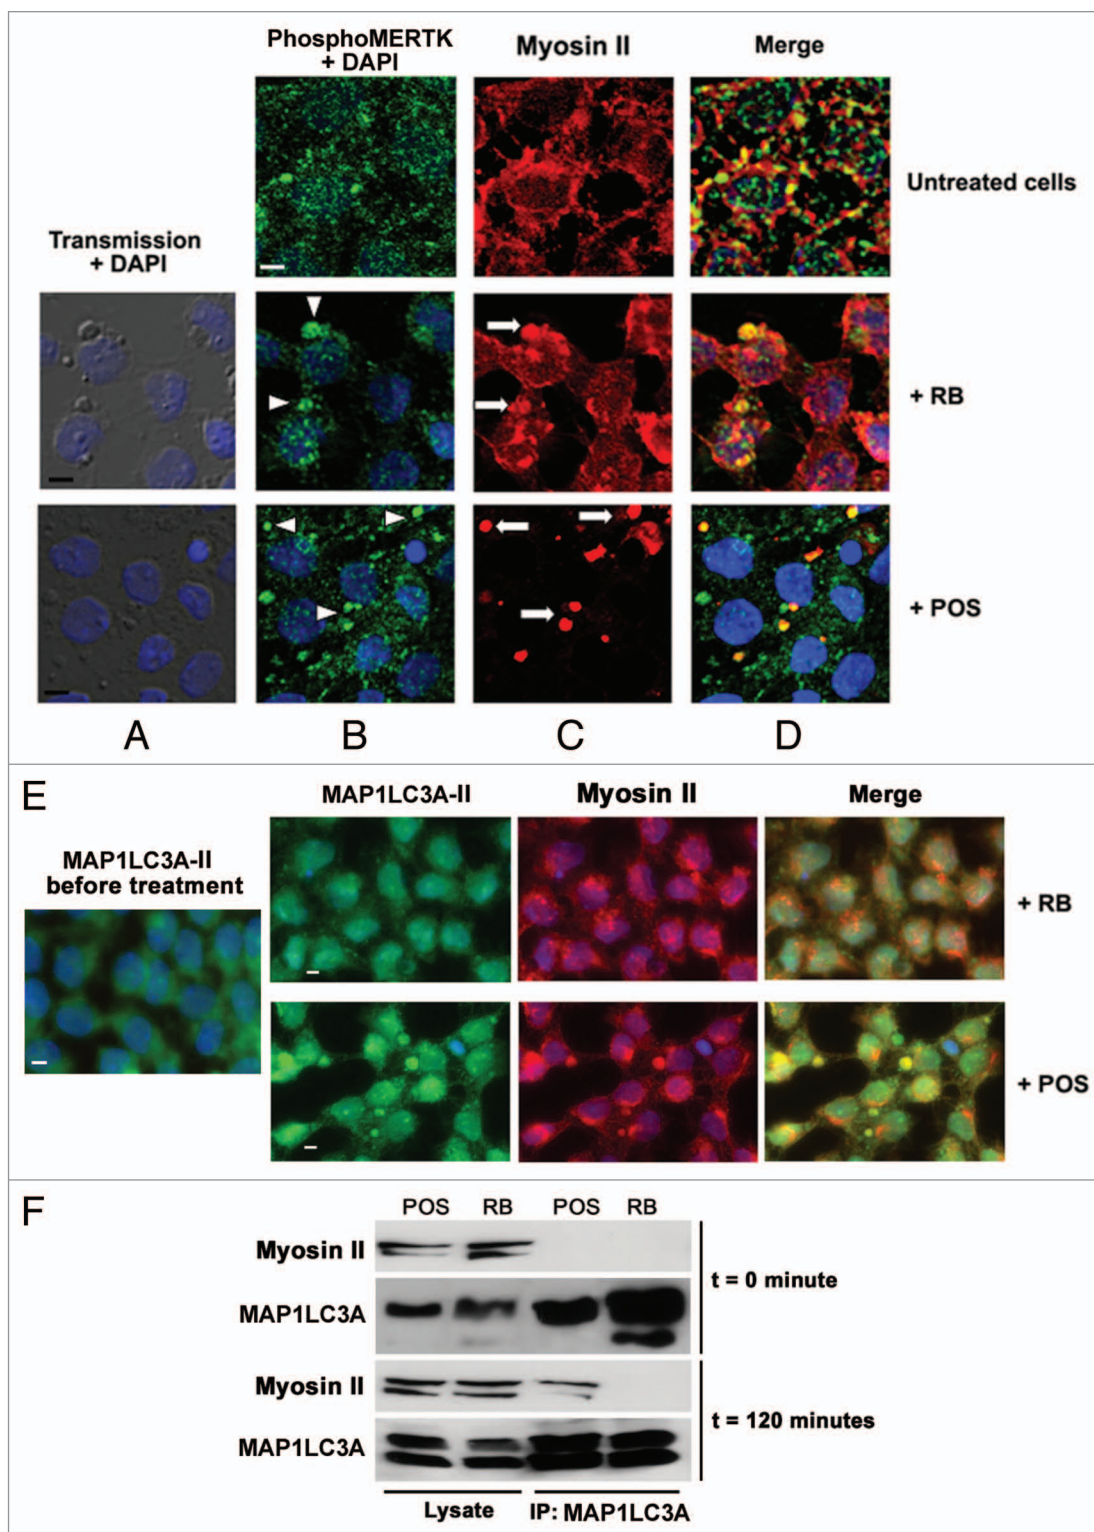 PhosphoMERTK
+ DAPI
Myosin II
Merge
Untreated cells
Transmission
+ DAPI
+ RB
+ POS
A
B
C
D
E
MAP1LC3A-II
Myosin II
Merge
MAP1LC3A-II
before treatment
+ RB
+ POS
F
POS RB POS RB
Myosin II
t = 0 minute
MAP1LC3A
Myosin II
t = 120 minutes
MAP1LC3A
Lysate IP: MAP1LC3A